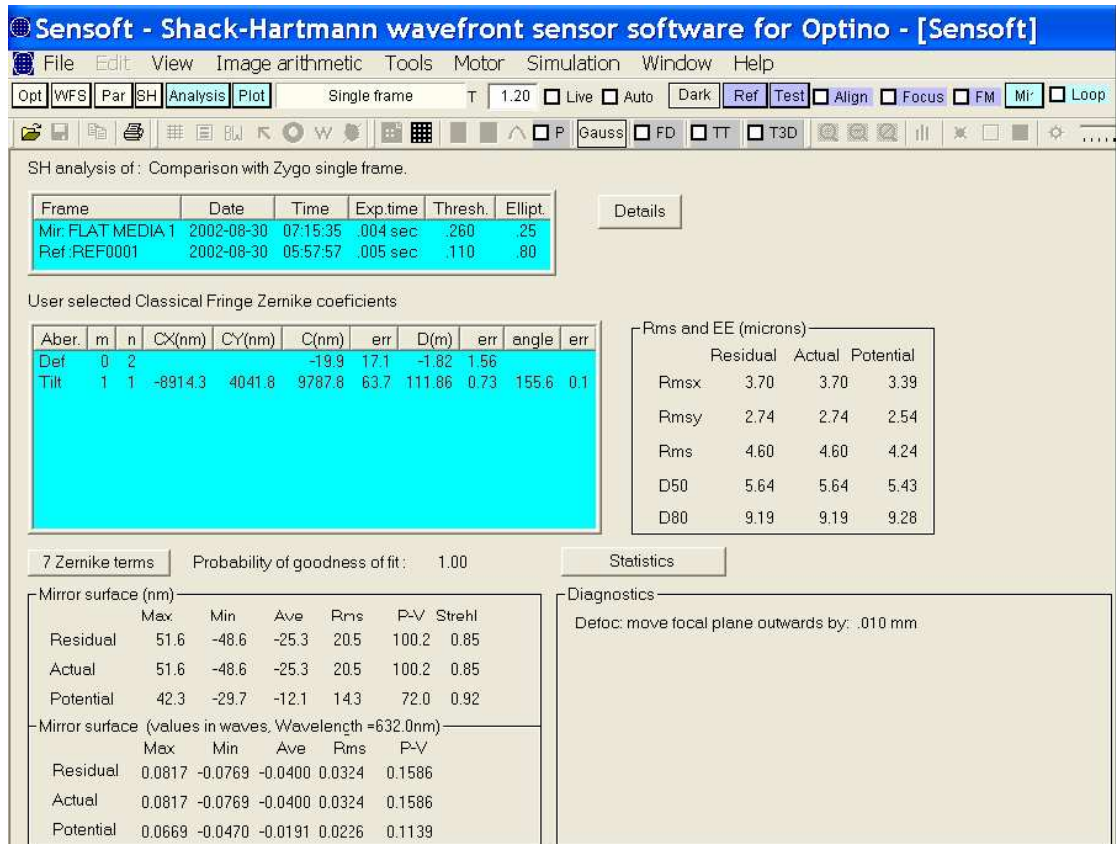 Sensoft - Shack-Hartmann wavefront sensor software for Optino - [Sensoft]
File Edit View Image arithmetic Tools Motor Simulation Window Help
Opt WFS Par SH Analysis Plot Single frame T 1.20 Live Auto Dark Ref Test Align Focus FM Mir Loop
W P Gauss FD TT T3D
SH analysis of : Comparison with Zygo single frame.
Frame Date Time Exp.time Thresh. Ellipt. Details
Mir: FLAT MEDIA 1 2002-08-30 07:15:35 .004 sec .260 .25
Ref :REF0001 2002-08-30 05:57:57 .005 sec .110 .80
User selected Classical Fringe Zernike coeficients
Aber. m n CX(nm) CY(nm) C(nm) err D(m) err angle err
Def 0 2 -19.9 17.1 -1.82 1.56
Tilt 1 1 -8914.3 4041.8 9787.8 63.7 111.86 0.73 155.6 0.1
Rms and EE (microns)
Residual Actual Potential
Rmsx 3.70 3.70 3.39
Rmsy 2.74 2.74 2.54
Rms 4.60 4.60 4.24
D50 5.64 5.64 5.43
D80 9.19 9.19 9.28
7 Zernike terms Probability of goodness of fit : 1.00 Statistics
Mirror surface (nm)
Max Min Ave Rms P-V Strehl
Residual 51.6 -48.6 -25.3 20.5 100.2 0.85
Actual 51.6 -48.6 -25.3 20.5 100.2 0.85
Potential 42.3 -29.7 -12.1 14.3 72.0 0.92
Mirror surface (values in waves, Wavelength =632.0nm)
Max Min Ave Rms P-V
Residual 0.0817 -0.0769 -0.0400 0.0324 0.1586
Actual 0.0817 -0.0769 -0.0400 0.0324 0.1586
Potential 0.0669 -0.0470 -0.0191 0.0226 0.1139
Diagnostics
Defoc: move focal plane outwards by: .010 mm